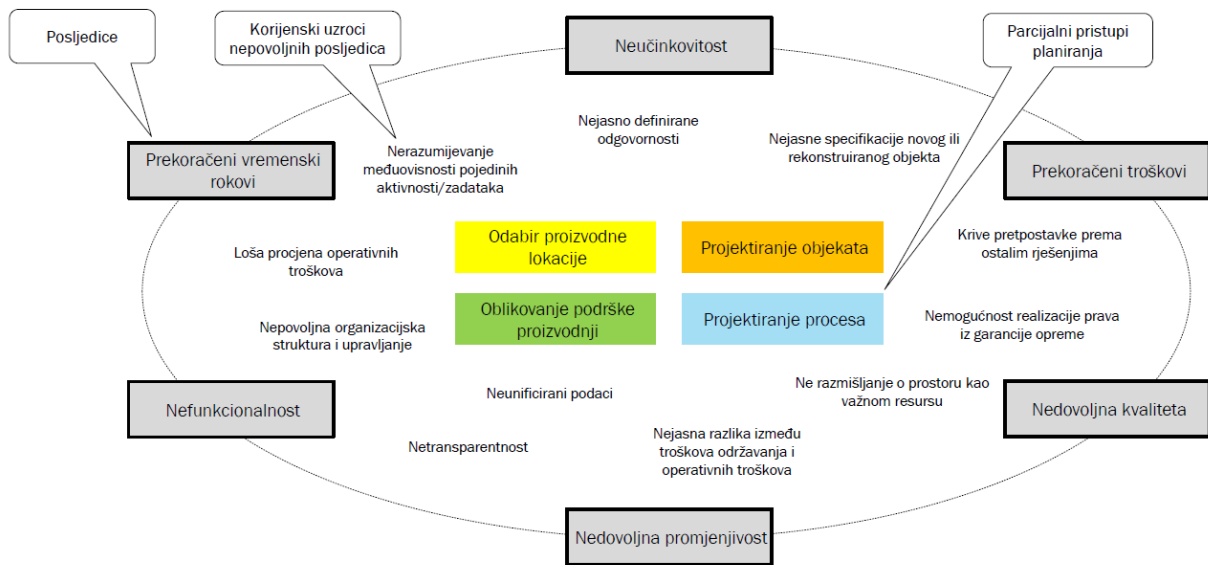 Posljedice
Korijenski uzroci
nepovoljnih posljedica
Neučinkovitost
Parcijalni pristupi
planiranja
Nejasno definirane
odgovornosti
Nejasne specifikacije novog ili
rekonstruiranog objekta
Prekoračeni vremenski
rokovi
Nerazumijevanje
međuovisnosti pojedinih
aktivnosti/zadataka
Prekoračeni troškovi
Loša procjena operativnih
troškova
Odabir proizvodne
lokacije
Projektiranje objekata
Krive pretpostavke prema
ostalim rješenjima
Nepovoljna organizacijska
struktura i upravljanje
Oblikovanje podrške
proizvodnji
Projektiranje procesa
Nemogućnost realizacije prava
iz garancije opreme
Nefunkcionalnost
Neunificirani podaci
Ne razmišljanje o prostoru kao
važnom resursu
Nedovoljna kvaliteta
Netransparentnost
Nejasna razlika između
troškova održavanja i
operativnih troškova
Nedovoljna promjenjivost